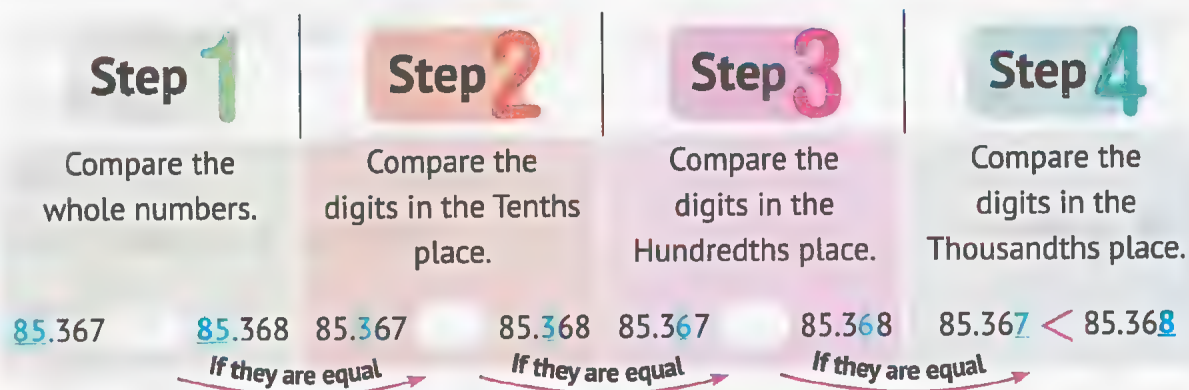 Step 1
Compare the
whole numbers.
85.367 85.368
If they are equal
Step 2
Compare the
digits in the Tenths
place.
85.367 85.368
If they are equal
Step 3
Compare the
digits in the
Hundredths place.
85.367 85.368
If they are equal
Step 4
Compare the
digits in the
Thousandths place.
85.367 < 85.368